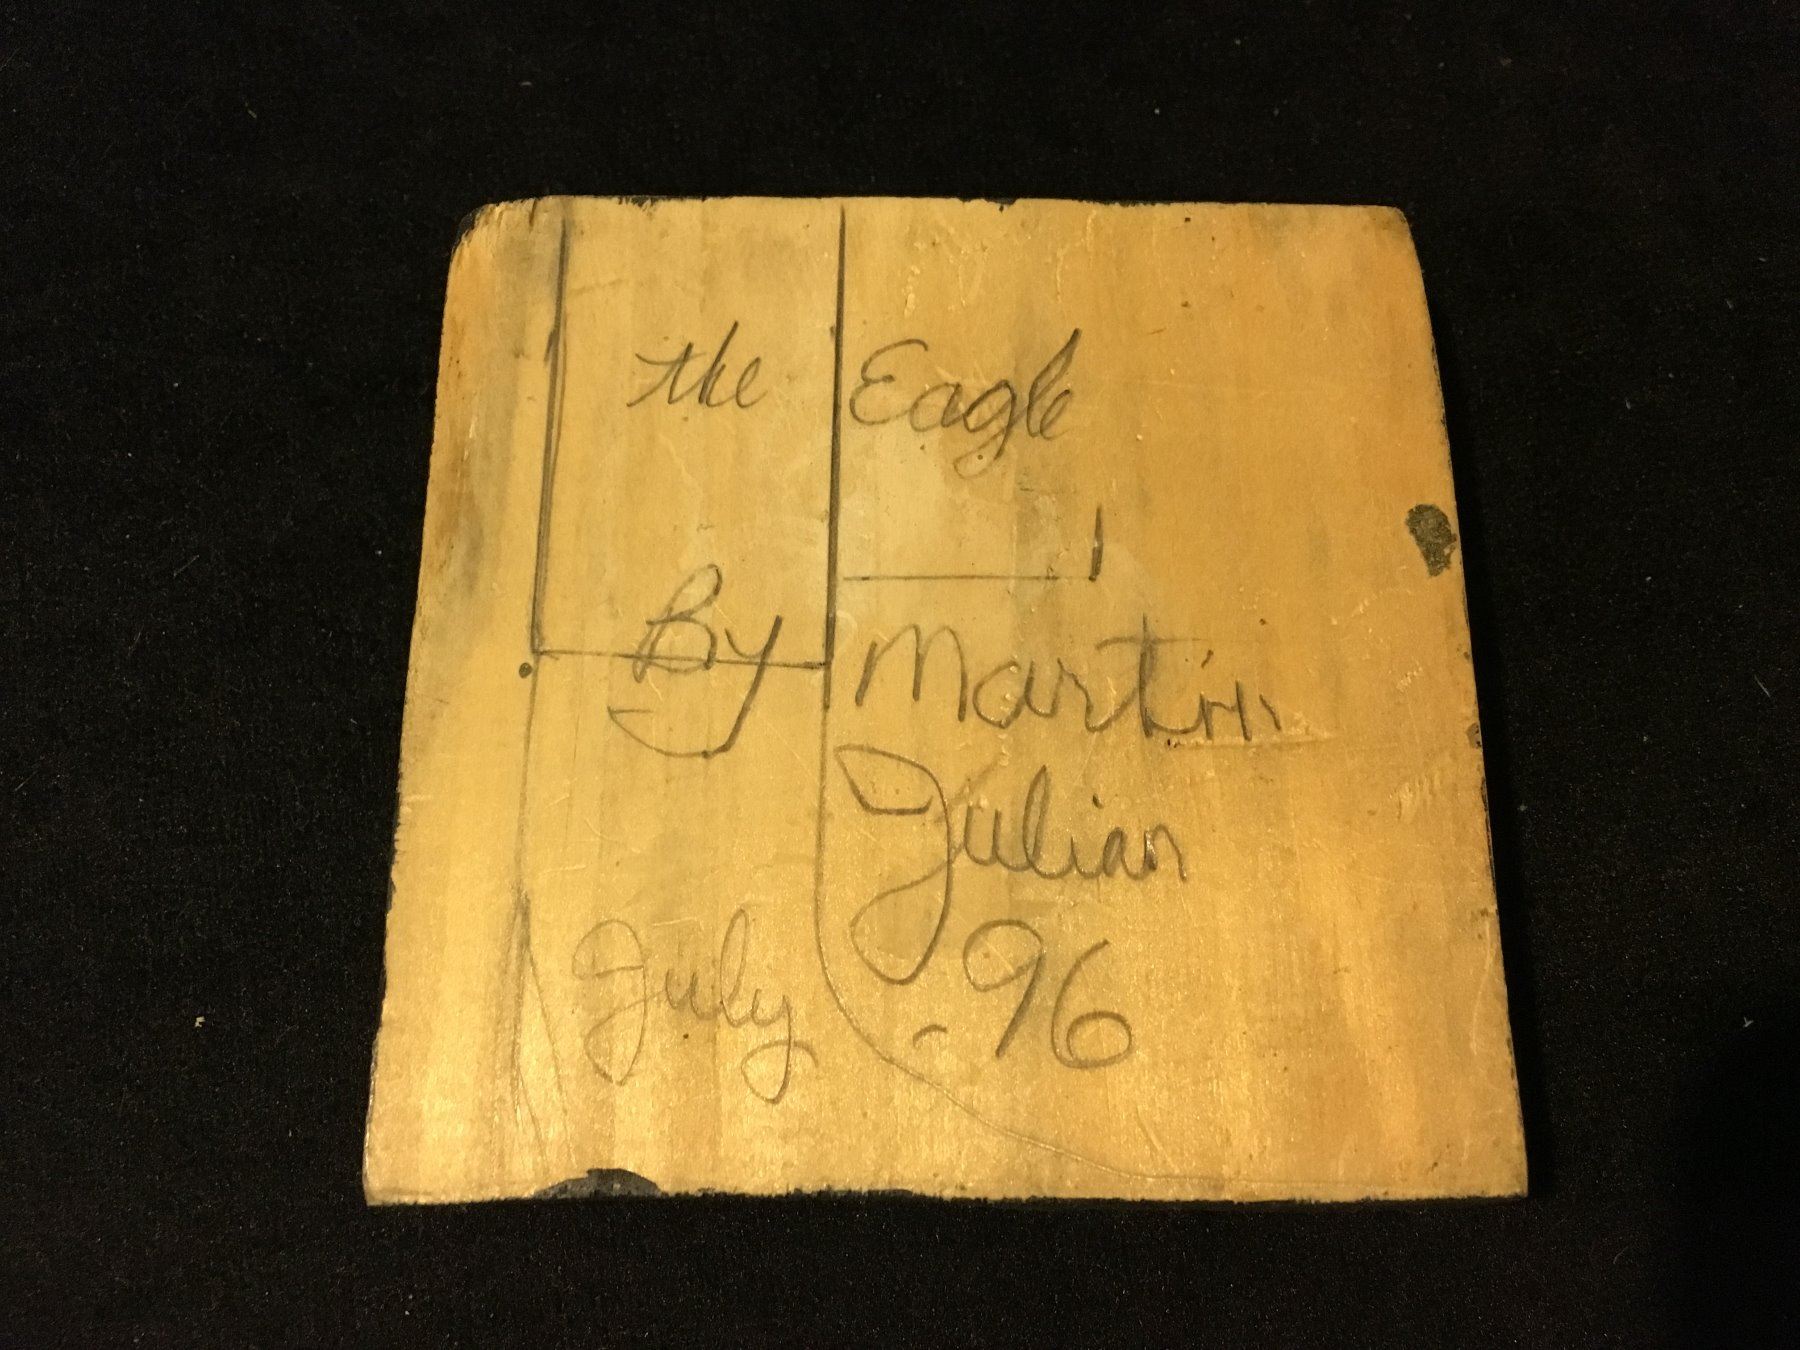 the Eagle
By Martin
Julian
July - 96